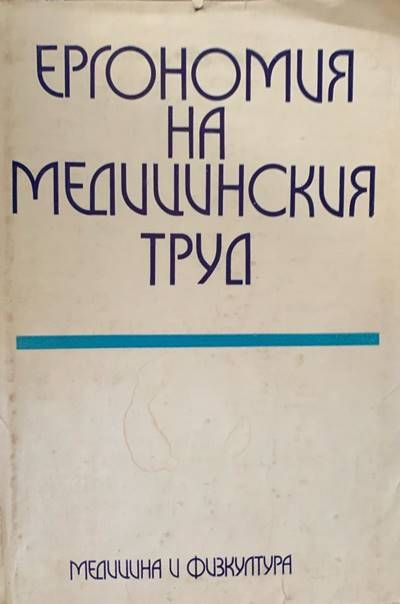 ЕРГОНОМИЯ
НА
МЕДИЦИНСКИЯ
ТРУД
МЕДИЦИНА И ФИЗКУЛТУРА